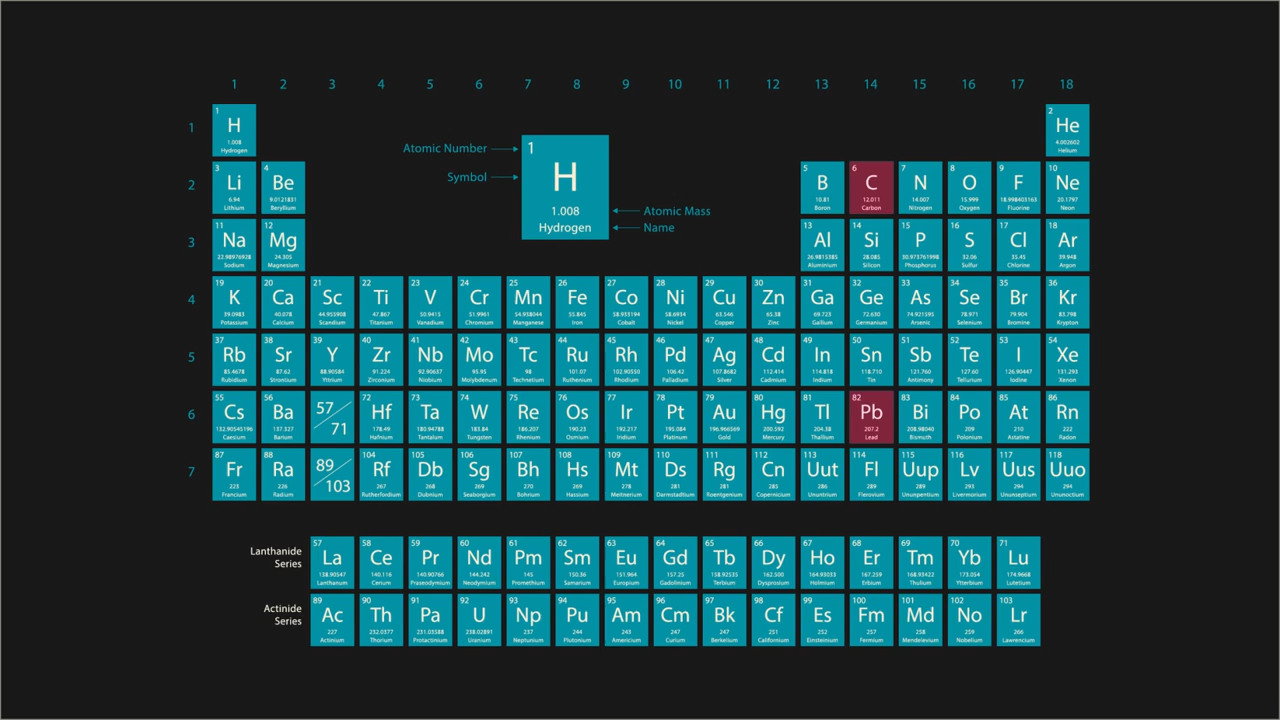 1 2 3 4 5 6 7 8 9 10 11 12 13 14 15 16 17 18
1
1
H
1.008
Hydrogen
2
He
4.002602
Helium
Atomic Number
Symbol
1
H
1.008
Hydrogen
Atomic Mass
Name
2
3 4 5 6 7 8 9 10
Li Be B C N O F Ne
6.94 9.0121831 10.81 12.011 14.007 15.999 18.998403163 20.1797
Lithium Beryllium Boron Carbon Nitrogen Oxygen Fluorine Neon
3
11 12 13 14 15 16 17 18
Na Mg Al Si P S Cl Ar
22.98976928 24.305 26.9815385 28.085 30.973761998 32.06 35.45 39.948
Sodium Magnesium Aluminium Silicon Phosphorus Sulfur Chlorine Argon
4
19 20 21 22 23 24 25 26 27 28 29 30 31 32 33 34 35 36
K Ca Sc Ti V Cr Mn Fe Co Ni Cu Zn Ga Ge As Se Br Kr
39.0983 40.078 44.955908 47.867 50.9415 51.9961 54.938044 55.845 58.933194 58.6934 63.546 65.38 69.723 72.630 74.921595 78.971 79.904 83.798
Potassium Calcium Scandium Titanium Vanadium Chromium Manganese Iron Cobalt Nickel Copper Zinc Gallium Germanium Arsenic Selenium Bromine Krypton
5
37 38 39 40 41 42 43 44 45 46 47 48 49 50 51 52 53 54
Rb Sr Y Zr Nb Mo Tc Ru Rh Pd Ag Cd In Sn Sb Te I Xe
85.4678 87.62 88.90584 91.224 92.90637 95.95 98 101.07 102.90550 106.42 107.8682 112.414 114.818 118.710 121.760 127.60 126.90447 131.293
Rubidium Strontium Yttrium Zirconium Niobium Molybdenum Technetium Ruthenium Rhodium Palladium Silver Cadmium Indium Tin Antimony Tellurium Iodine Xenon
6
55 56 57/71 72 73 74 75 76 77 78 79 80 81 82 83 84 85 86
Cs Ba Hf Ta W Re Os Ir Pt Au Hg Tl Pb Bi Po At Rn
132.90545196 137.327 178.49 180.94788 183.84 186.207 190.23 192.217 195.084 196.966569 200.592 204.38 207.2 208.98040 209 210 222
Caesium Barium Hafnium Tantalum Tungsten Rhenium Osmium Iridium Platinum Gold Mercury Thallium Lead Bismuth Polonium Astatine Radon
7
87 88 89/103 104 105 106 107 108 109 110 111 112 113 114 115 116 117 118
Fr Ra Rf Db Sg Bh Hs Mt Ds Rg Cn Uut Fl Uup Lv Uus Uuo
223 226 267 268 269 270 269 278 281 281 285 286 289 289 293 294 294
Francium Radium Rutherfordium Dubnium Seaborgium Bohrium Hassium Meitnerium Darmstadtium Roentgenium Copernicium Ununtrium Flerovium Ununpentium Livermorium Ununseptium Ununoctium
Lanthanide
Series
57 58 59 60 61 62 63 64 65 66 67 68 69 70 71
La Ce Pr Nd Pm Sm Eu Gd Tb Dy Ho Er Tm Yb Lu
138.90547 140.116 140.90766 144.242 145 150.36 151.964 157.25 158.92535 162.500 164.93033 167.259 168.93422 173.054 174.9668
Lanthanum Cerium Praseodymium Neodymium Promethium Samarium Europium Gadolinium Terbium Dysprosium Holmium Erbium Thulium Ytterbium Lutetium
Actinide
Series
89 90 91 92 93 94 95 96 97 98 99 100 101 102 103
Ac Th Pa U Np Pu Am Cm Bk Cf Es Fm Md No Lr
227 232.0377 231.03588 238.02891 237 244 243 247 247 251 252 257 258 259 266
Actinium Thorium Protactinium Uranium Neptunium Plutonium Americium Curium Berkelium Californium Einsteinium Fermium Mendelevium Nobelium Lawrencium